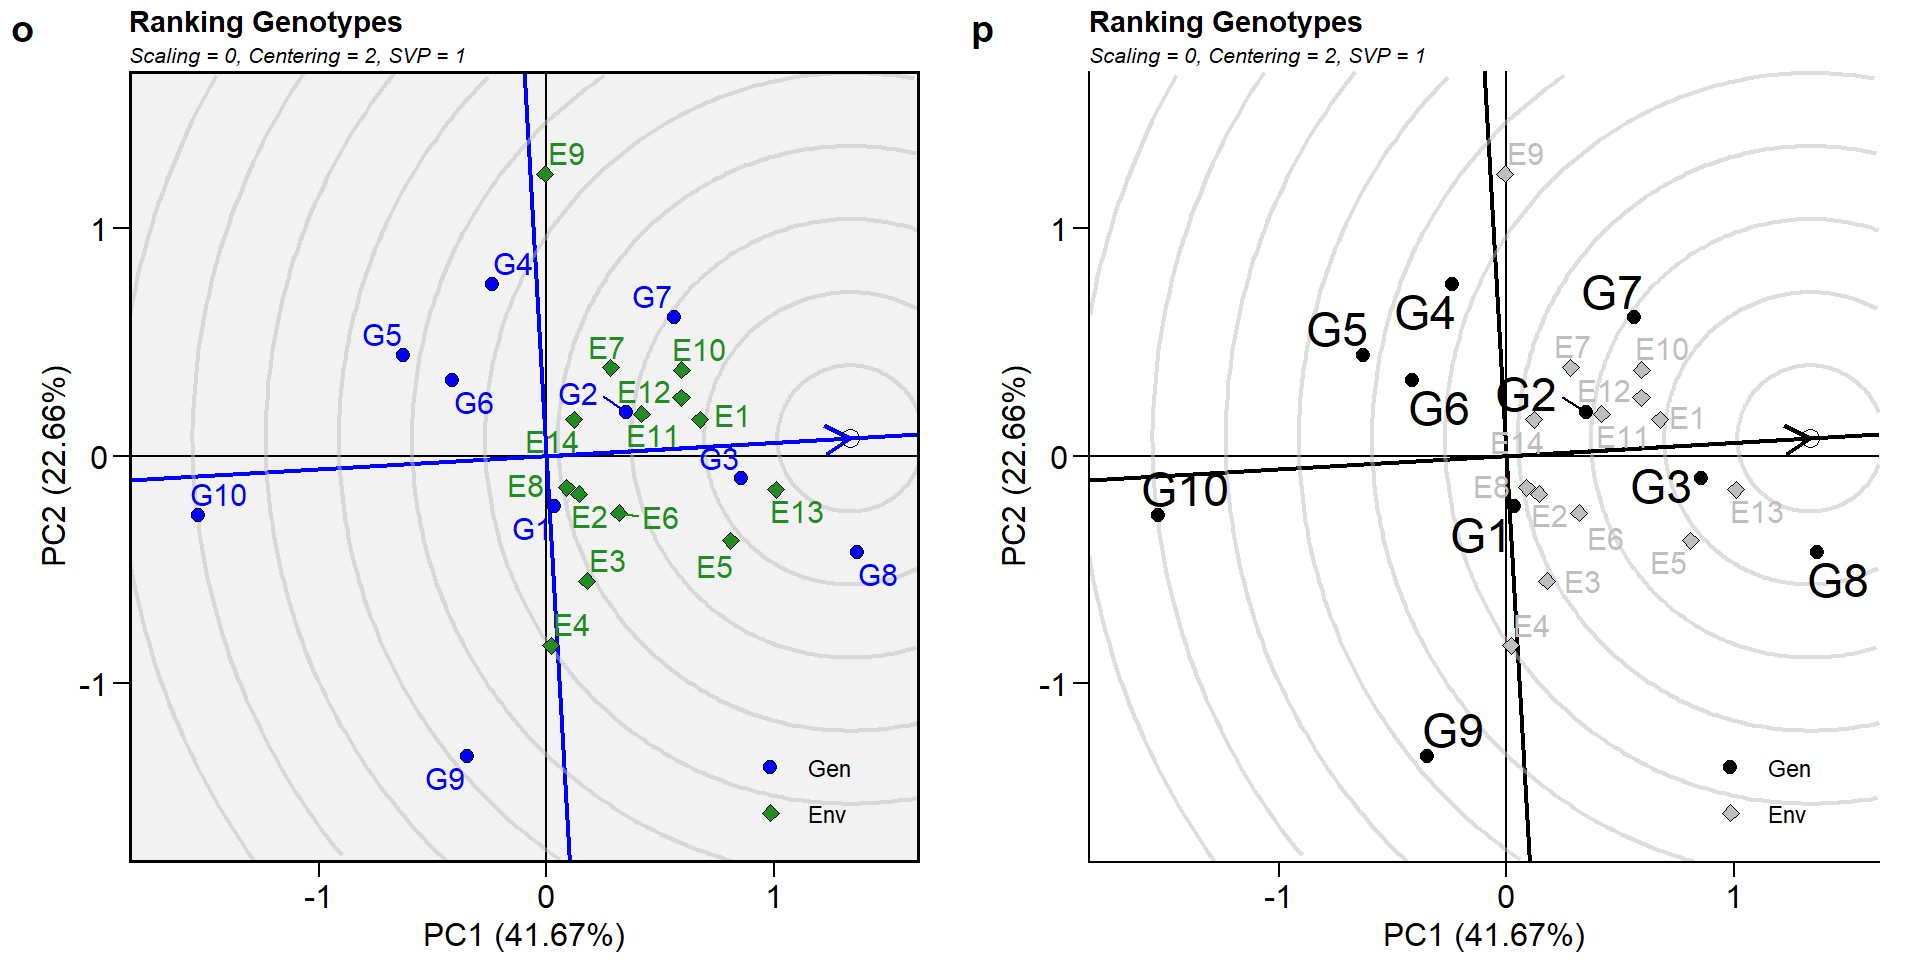 o
Ranking Genotypes
Scaling = 0, Centering = 2, SVP = 1
E9
G4
G7
G5
E7
E10
G6
G2
E12
E1
E14
E11
G3
G10
E8
G1
E2
E6
E13
E3
E5
G8
E4
G9
Gen
Env
1
0
-1
-1
0
1
PC2 (22.66%)
PC1 (41.67%)
p
Ranking Genotypes
Scaling = 0, Centering = 2, SVP = 1
E9
G7
G4
G5
E7
E10
G6
G2
E12
E1
E14
E11
G10
E8
G3
E13
G1
E2
E6
E5
E3
G8
E4
G9
Gen
Env
1
0
-1
-1
0
1
PC2 (22.66%)
PC1 (41.67%)